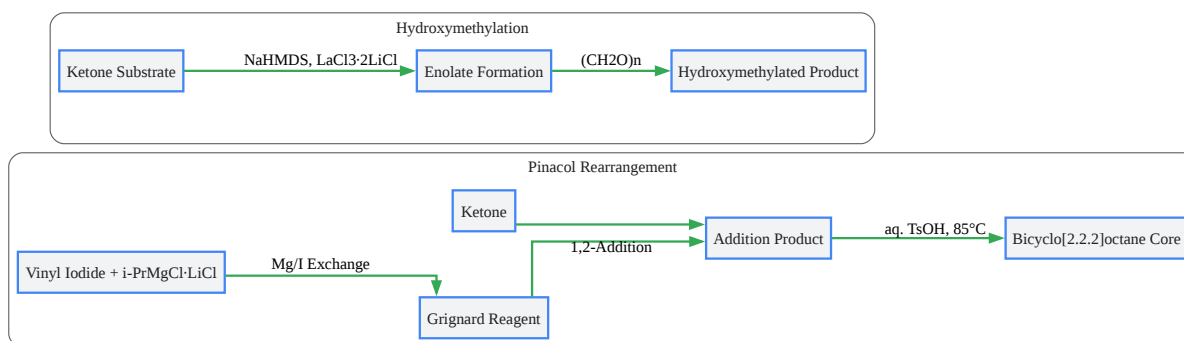 Hydroxymethylation
Ketone Substrate
NaHMDS, LaCl3·2LiCl
Enolate Formation
(CH2O)n
Hydroxymethylated Product
Pinacol Rearrangement
Ketone
Vinyl Iodide + i-PrMgCl·LiCl
Mg/I Exchange
Grignard Reagent
1,2-Addition
Addition Product
aq. TsOH, 85°C
Bicyclo[2.2.2]octane Core